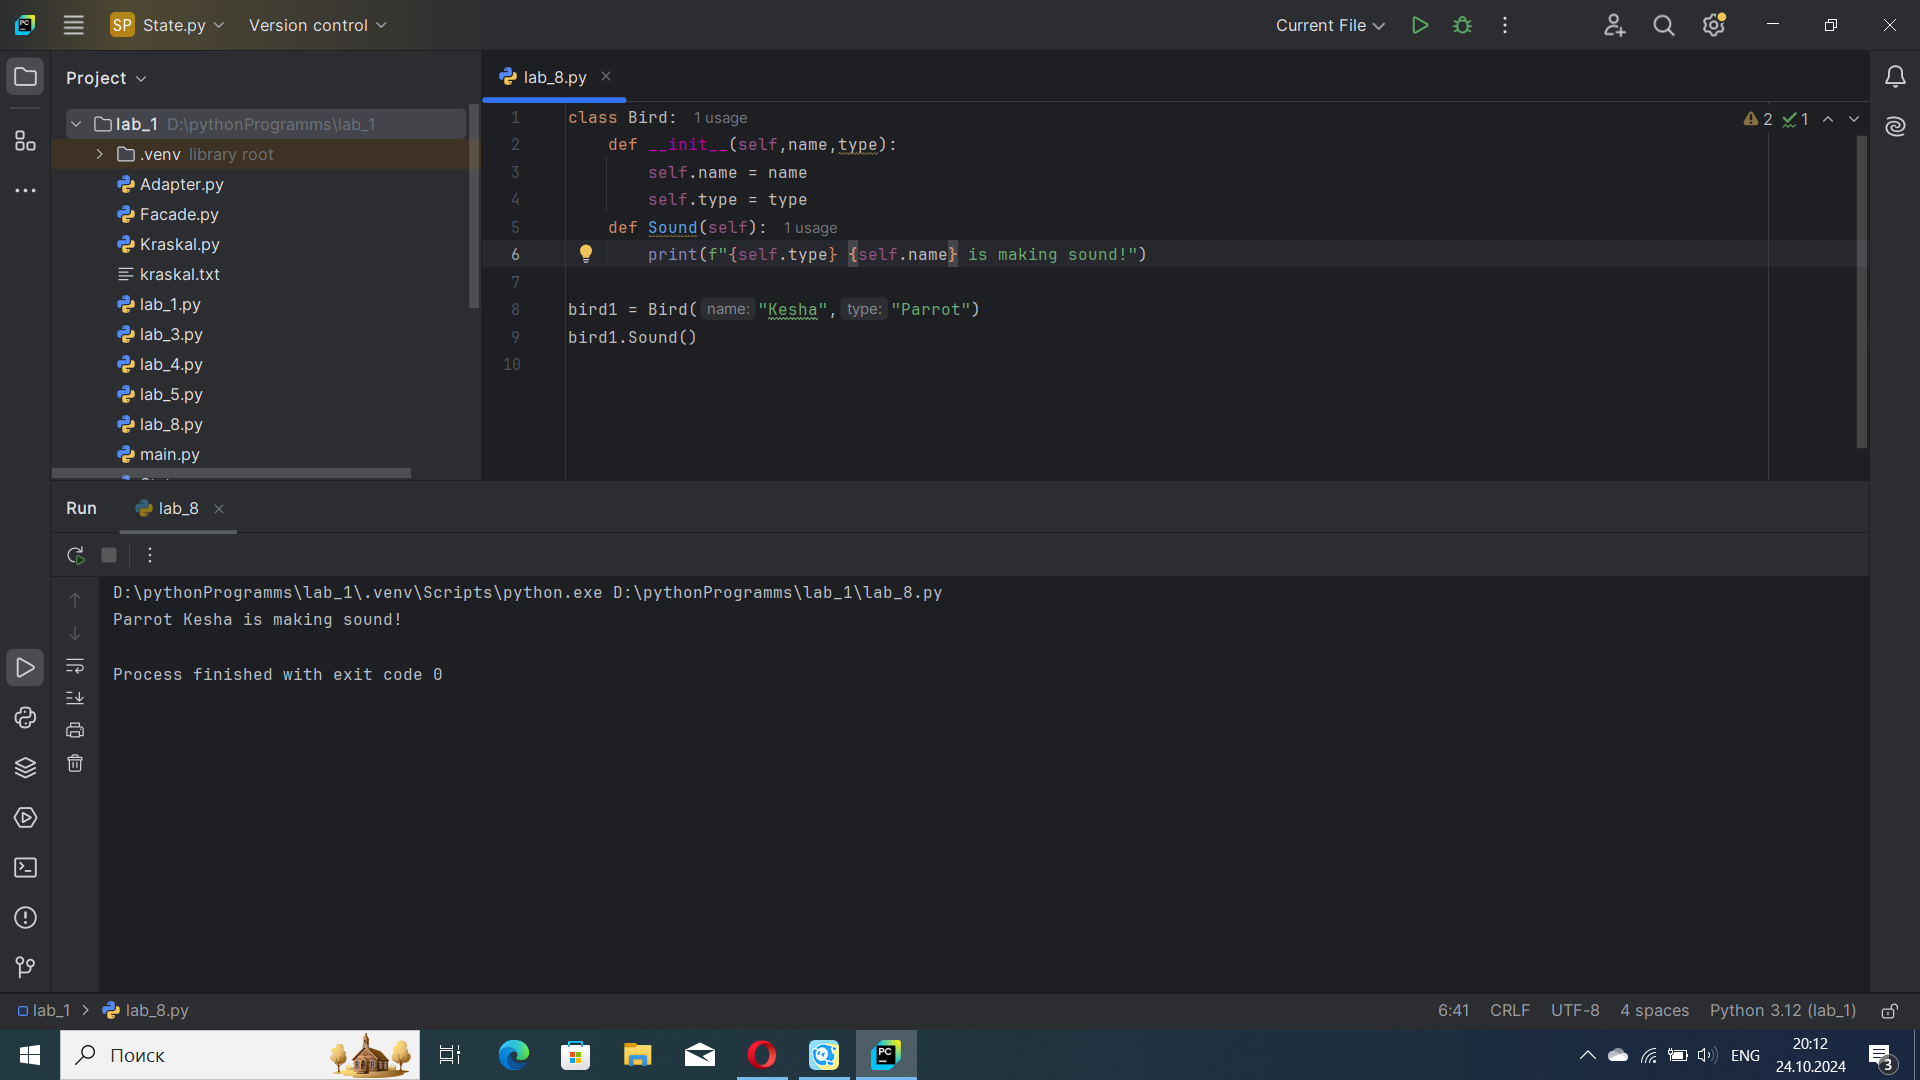 PC
SP State.py
Version control
Current File
Project
lab_1 D:\pythonProgramms\lab_1
.venv library root
Adapter.py
Facade.py
Kraskal.py
kraskal.txt
lab_1.py
lab_3.py
lab_4.py
lab_5.py
lab_8.py
main.py
lab_8.py
2 1
1 class Bird: 1 usage
2 def __init__(self,name,type):
3 self.name = name
4 self.type = type
5 def Sound(self): 1 usage
6 print(f"{self.type} {self.name} is making sound!")
7
8 bird1 = Bird( name: "Kesha", type: "Parrot")
9 bird1.Sound()
10
Run lab_8
D:\pythonProgramms\lab_1\.venv\Scripts\python.exe D:\pythonProgramms\lab_1\lab_8.py
Parrot Kesha is making sound!
Process finished with exit code 0
lab_1 > lab_8.py
6:41 CRLF UTF-8 4 spaces Python 3.12 (lab_1)
Поиск
PC
ENG
20:12
24.10.2024
3